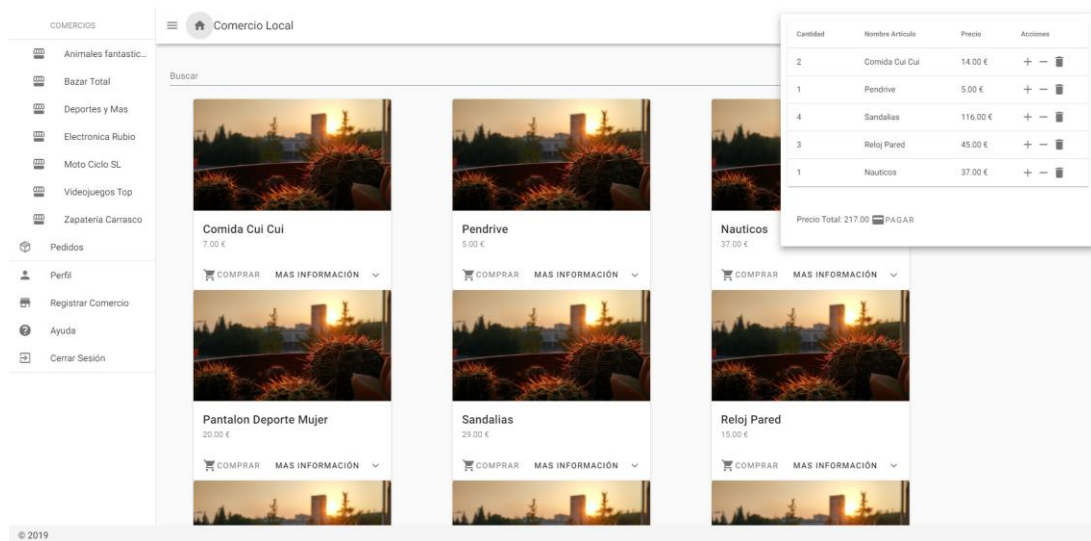 COMERCIOS
Animales fantastic...
Bazar Total
Deportes y Mas
Electronica Rubio
Moto Ciclo SL
Videojuegos Top
Zapatería Carrasco
Pedidos
Perfil
Registrar Comercio
Ayuda
Cerrar Sesión
Comercio Local
Buscar
Cantidad Nombre Artículo Precio Acciones
2 Comida Cui Cui 14.00 €
1 Pendrive 5.00 €
4 Sandalias 116.00 €
3 Reloj Pared 45.00 €
1 Nauticos 37.00 €
Precio Total: 217.00 PAGAR
Comida Cui Cui
7.00 €
COMPRAR MAS INFORMACIÓN
Pendrive
5.00 €
COMPRAR MAS INFORMACIÓN
Nauticos
37.00 €
COMPRAR MAS INFORMACIÓN
Pantalon Deporte Mujer
20.00 €
COMPRAR MAS INFORMACIÓN
Sandalias
29.00 €
COMPRAR MAS INFORMACIÓN
Reloj Pared
15.00 €
COMPRAR MAS INFORMACIÓN
© 2019